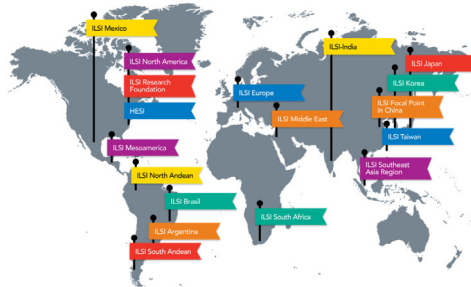 ILSI Mexico
ILSI North America
ILSI Research
Foundation
HESI
ILSI Mesoamerica
ILSI North Andean
ILSI Brasil
ILSI Argentina
ILSI South Andean
ILSI Europe
ILSI Middle East
ILSI South Africa
ILSI-India
ILSI Japan
ILSI Korea
ILSI Focal Point
in China
ILSI Taiwan
ILSI Southeast
Asia Region